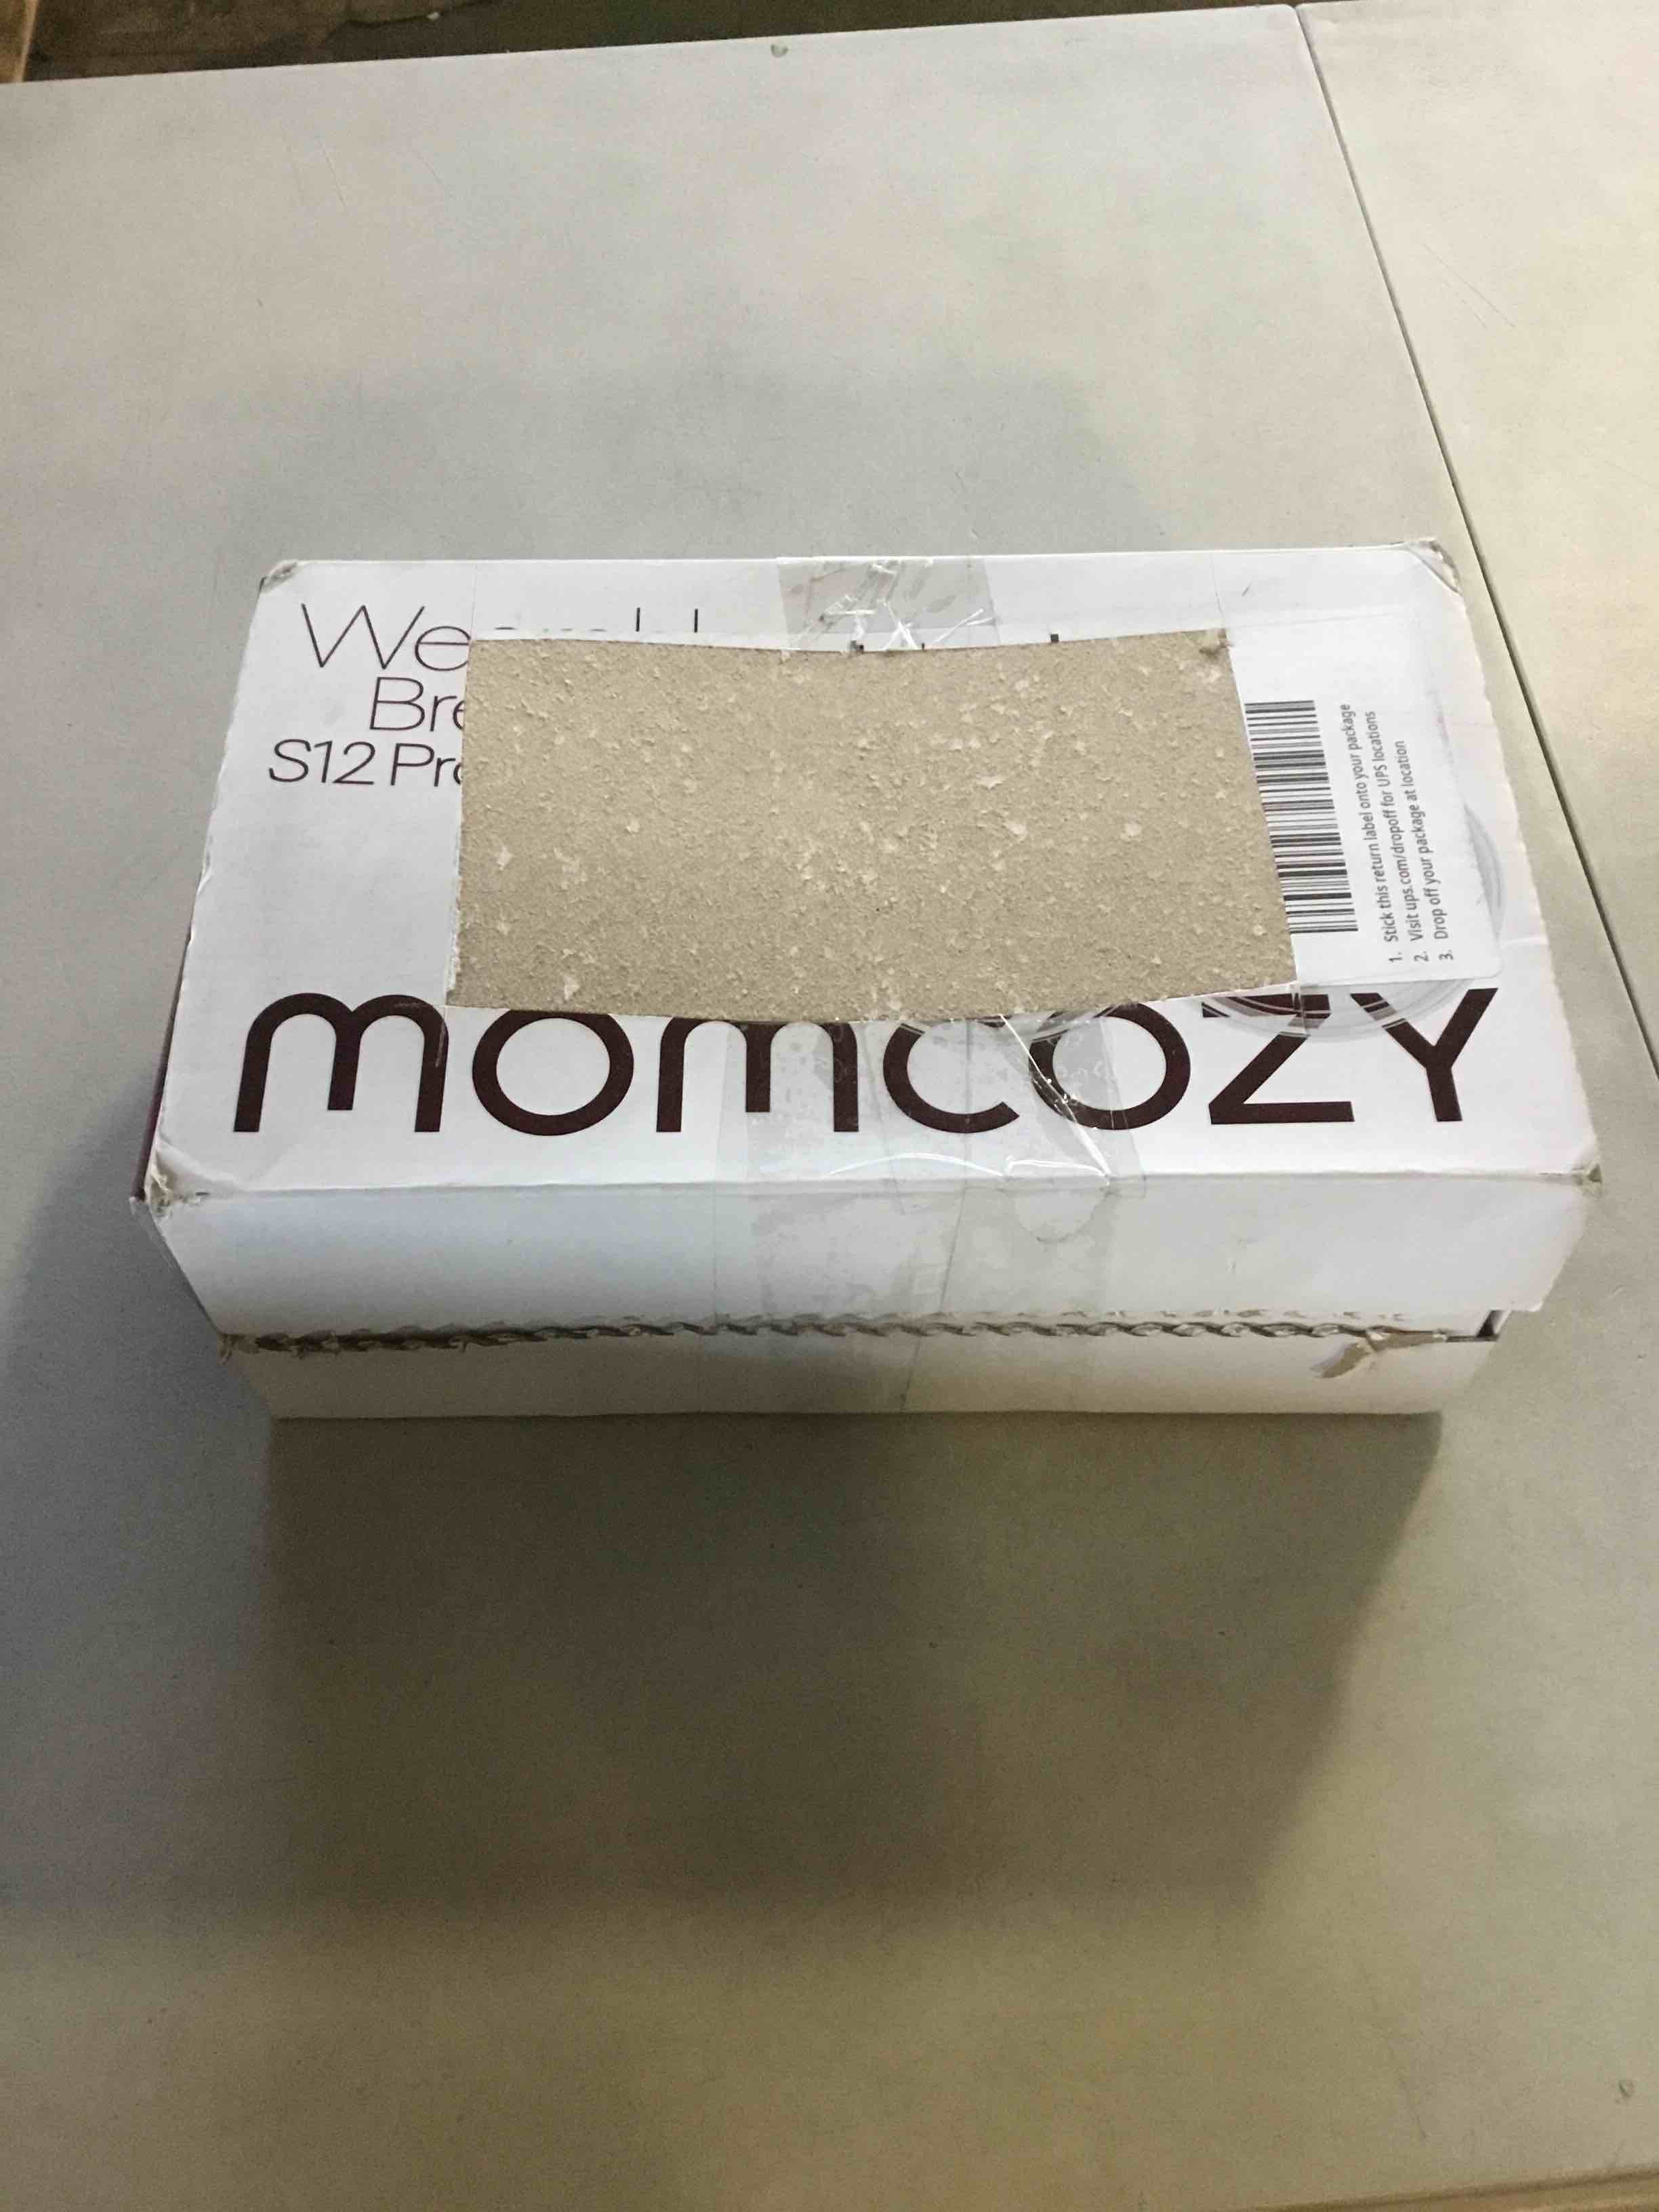 We
Bre
S12 Pro
momcozy
1. Stick this return label onto your package
2. Visit ups.com/dropoff for UPS locations
3. Drop off your package at location